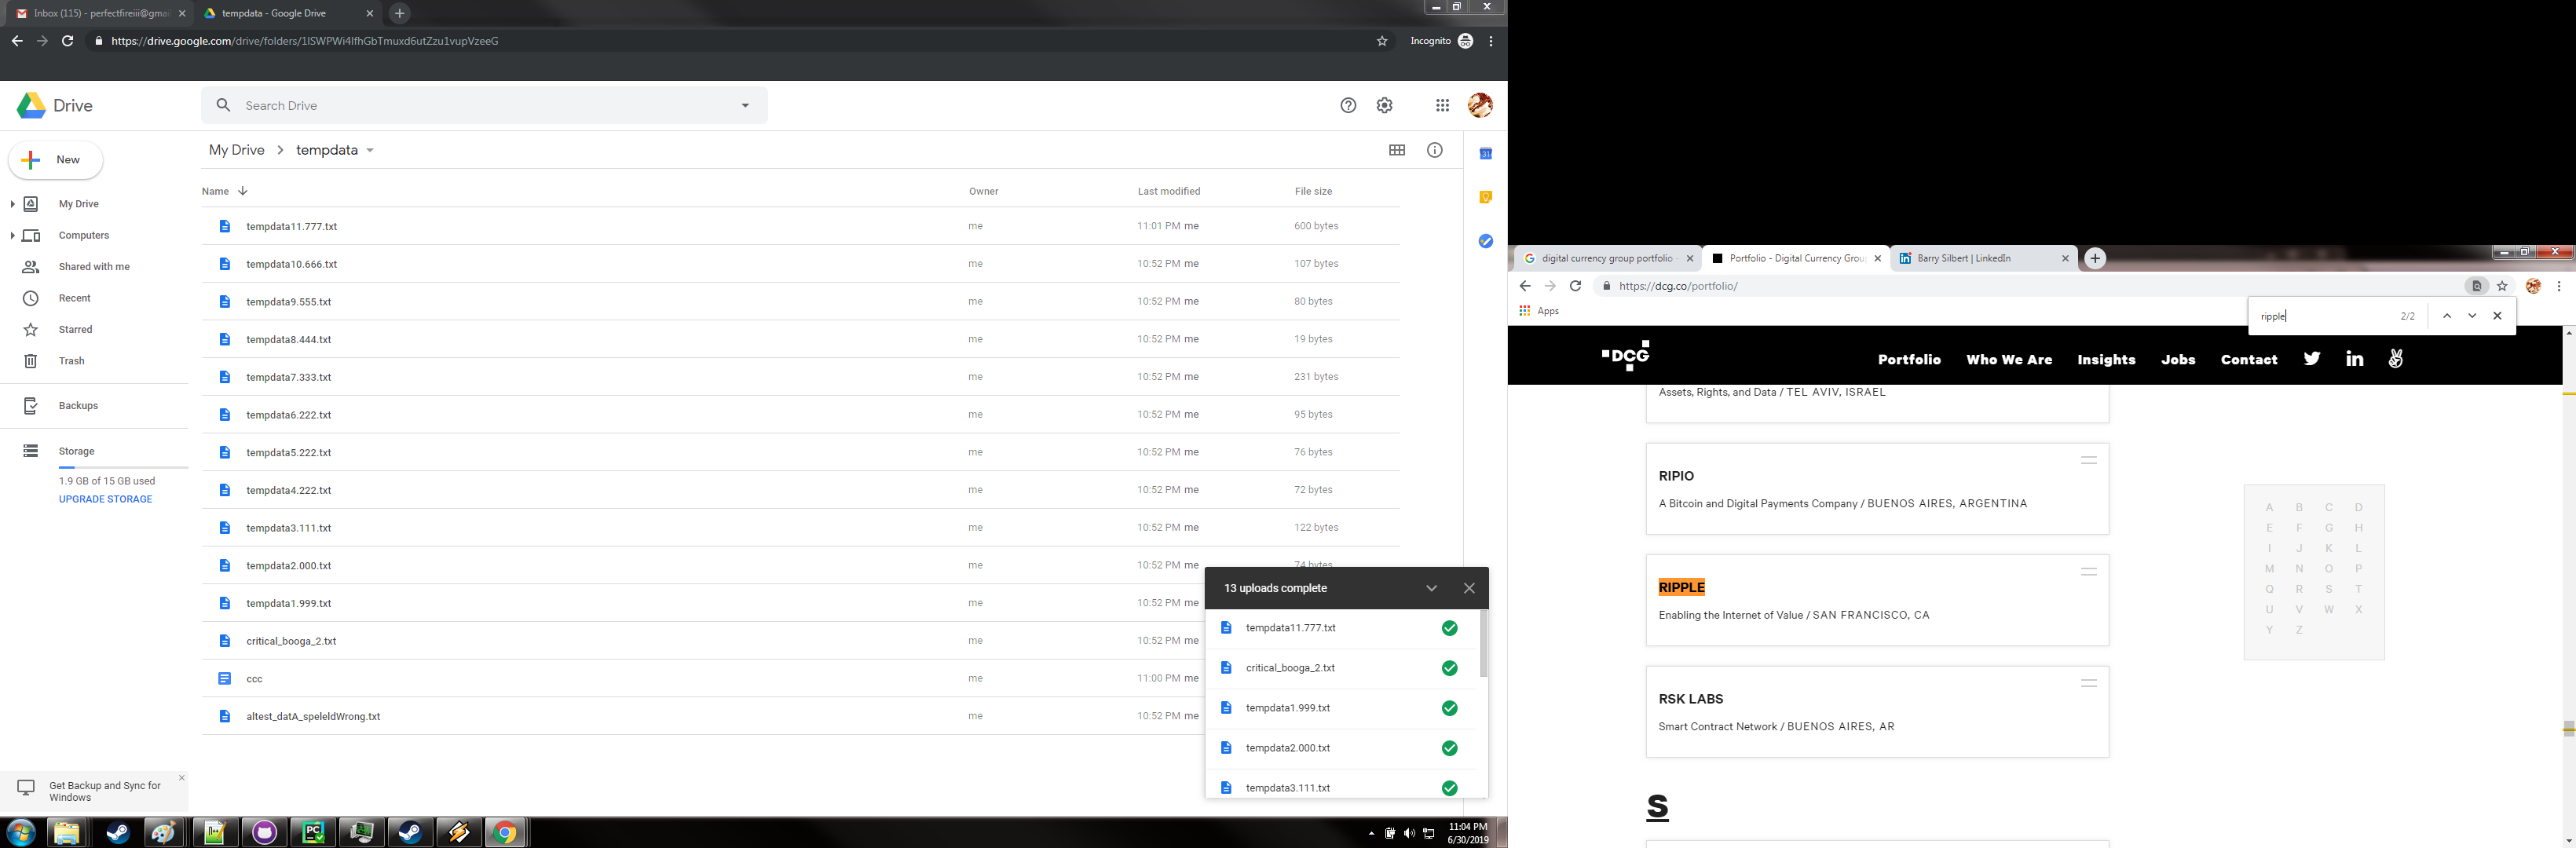 Inbox (115) - perfectfireiii@gmai
tempdata - Google Drive
https://drive.google.com/drive/folders/1ISWPWi4IfhGbTmuxd6utZzu1vupVzeeG
Incognito
Drive
Search Drive
New
My Drive
Computers
Shared with me
Recent
Starred
Trash
Backups
Storage
1.9 GB of 15 GB used
UPGRADE STORAGE
Get Backup and Sync for
Windows
My Drive > tempdata
Name Owner Last modified File size
tempdata11.777.txt me 11:01 PM me 600 bytes
tempdata10.666.txt me 10:52 PM me 107 bytes
tempdata9.555.txt me 10:52 PM me 80 bytes
tempdata8.444.txt me 10:52 PM me 19 bytes
tempdata7.333.txt me 10:52 PM me 231 bytes
tempdata6.222.txt me 10:52 PM me 95 bytes
tempdata5.222.txt me 10:52 PM me 76 bytes
tempdata4.222.txt me 10:52 PM me 72 bytes
tempdata3.111.txt me 10:52 PM me 122 bytes
tempdata2.000.txt me 10:52 PM me 74 bytes
tempdata1.999.txt me 10:52 PM me
critical_booga_2.txt me 10:52 PM me
ccc me 11:00 PM me
altest_datA_speleldWrong.txt me 10:52 PM me
31
13 uploads complete
tempdata11.777.txt
critical_booga_2.txt
tempdata1.999.txt
tempdata2.000.txt
tempdata3.111.txt
PC
11:04 PM
6/30/2019
digital currency group portfolio -
Portfolio - Digital Currency Group
Barry Silbert | LinkedIn
https://dcg.co/portfolio/
Apps
ripple 2/2
DCG
Portfolio Who We Are Insights Jobs Contact
Assets, Rights, and Data / TEL AVIV, ISRAEL
RIPIO
A Bitcoin and Digital Payments Company / BUENOS AIRES, ARGENTINA
RIPPLE
Enabling the Internet of Value / SAN FRANCISCO, CA
RSK LABS
Smart Contract Network / BUENOS AIRES, AR
S
A B C D
E F G H
I J K L
M N O P
Q R S T
U V W X
Y Z